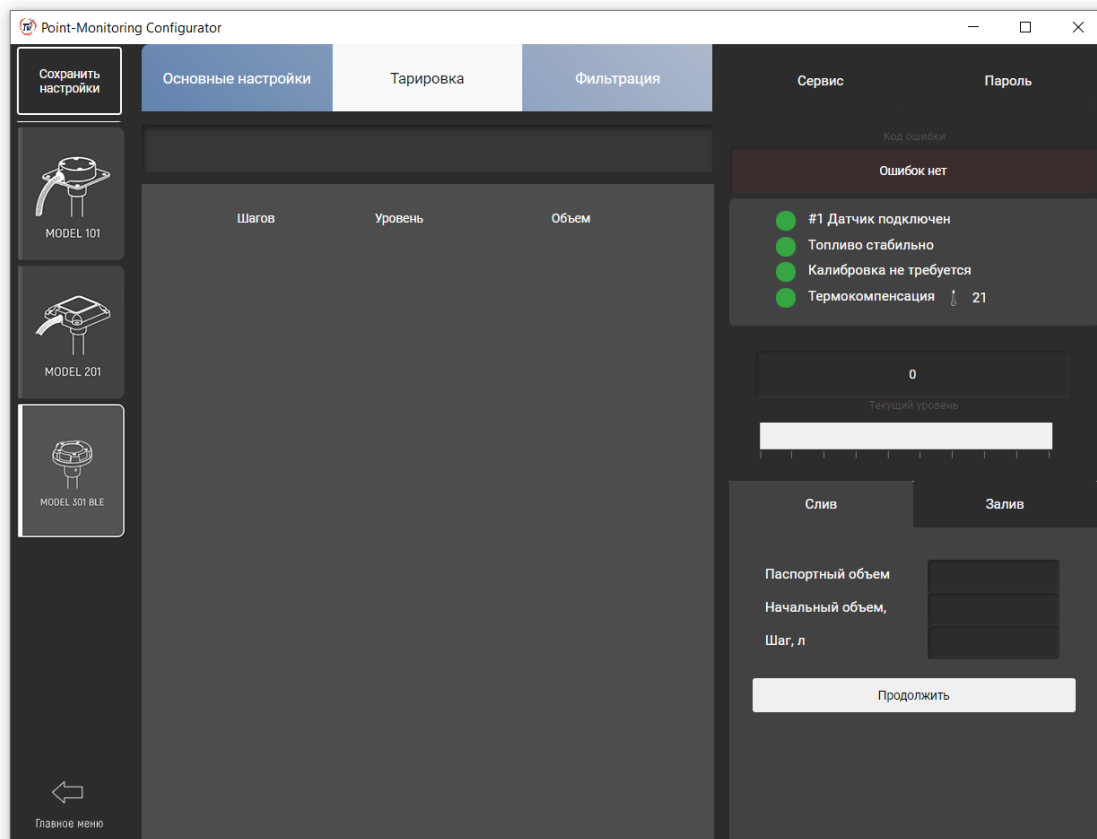 Point-Monitoring Configurator
Сохранить
настройки
Основные настройки
Тарировка
Фильтрация
Сервис
Пароль
Код ошибки
Ошибок нет
MODEL 101
MODEL 201
MODEL 301 BLE
Главное меню
Шагов
Уровень
Объем
#1 Датчик подключен
Топливо стабильно
Калибровка не требуется
Термокомпенсация
21
0
Текущий уровень
Слив
Залив
Паспортный объем
Начальный объем,
Шаг, л
Продолжить